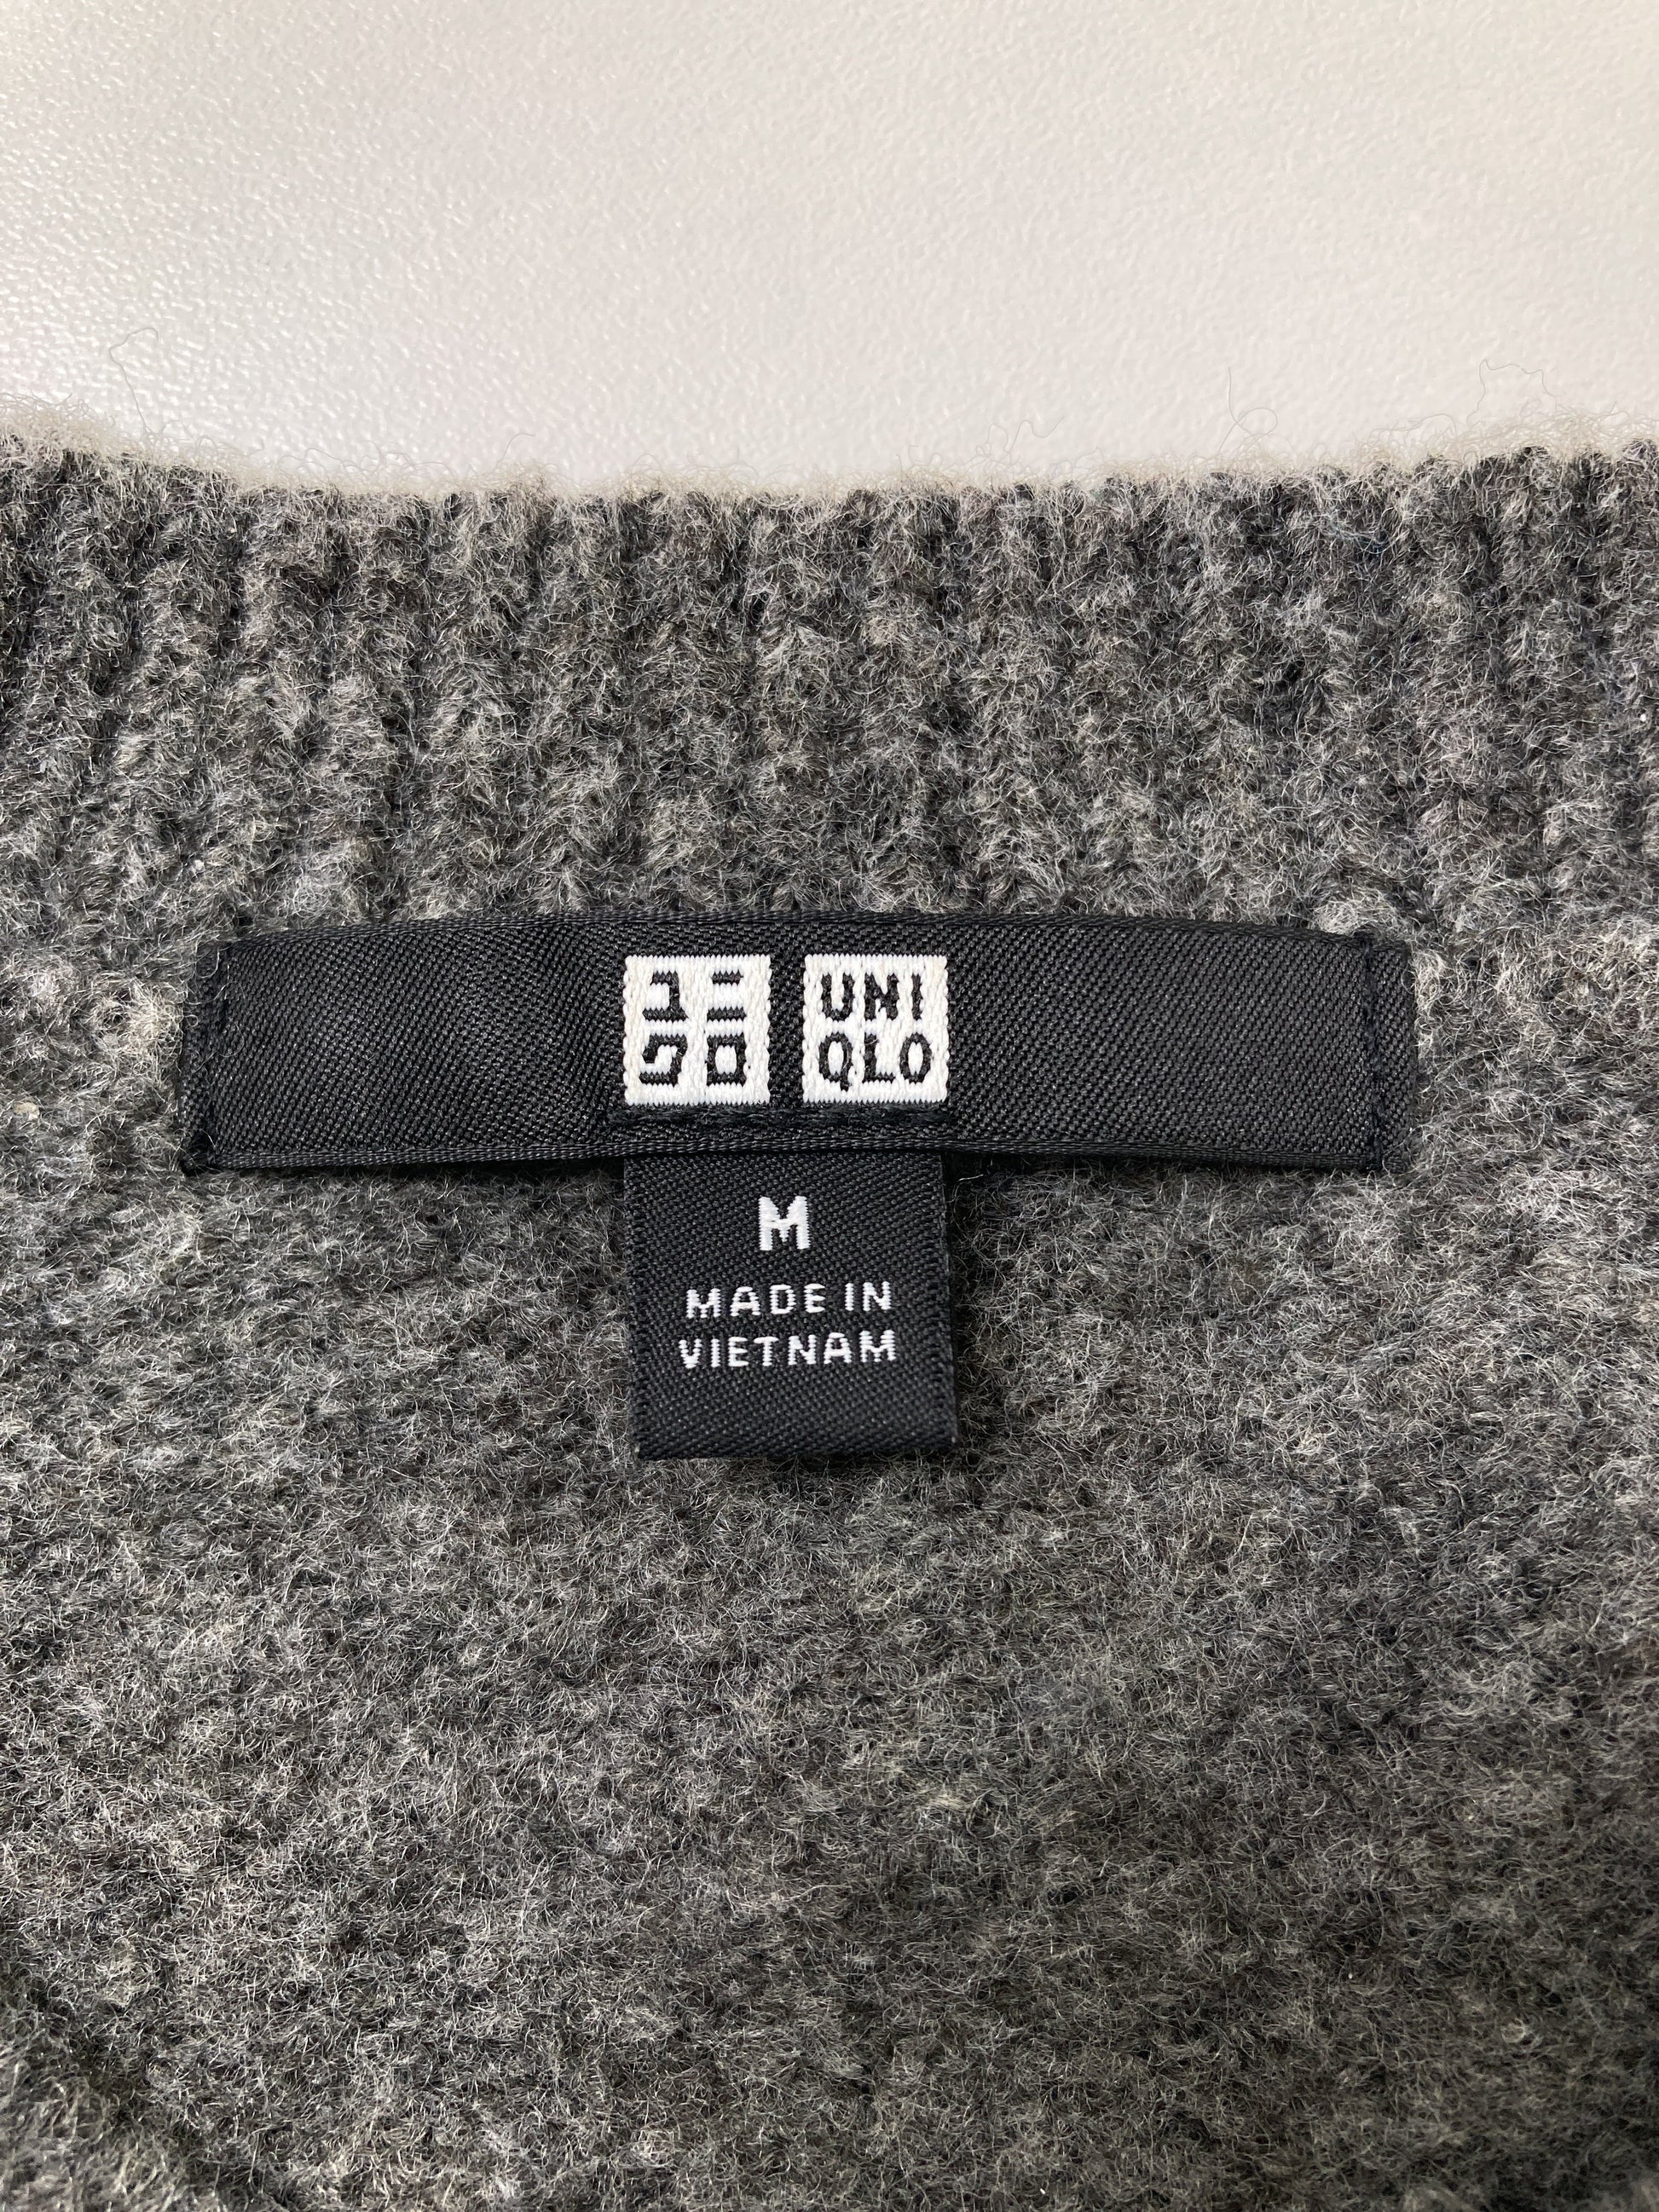 ユニ UNI
クロ QLO
M
MADE IN
VIETNAM